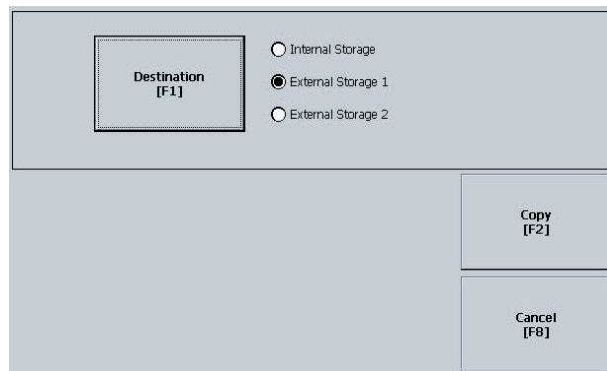 Destination
[F1]
Internal Storage
External Storage 1
External Storage 2
Copy
[F2]
Cancel
[F8]